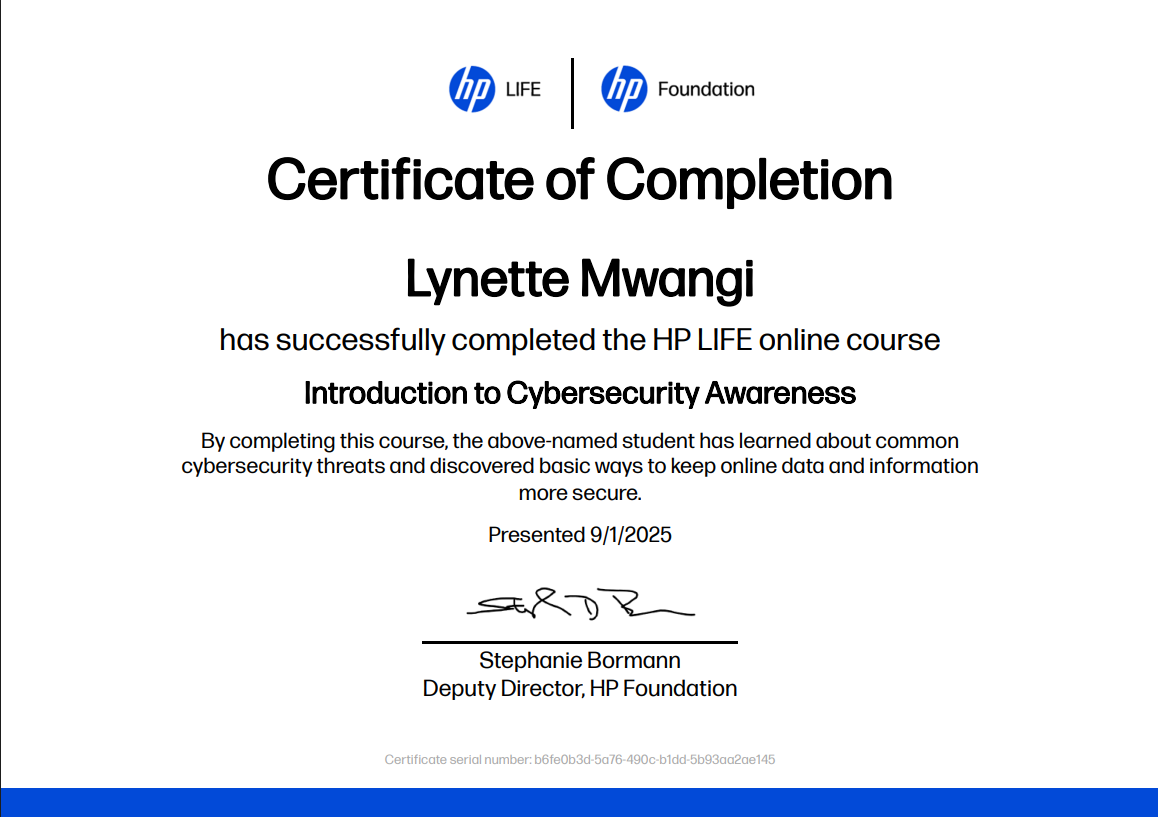 hp LIFE hp Foundation
Certificate of Completion
Lynette Mwangi
has successfully completed the HP LIFE online course
Introduction to Cybersecurity Awareness
By completing this course, the above-named student has learned about common
cybersecurity threats and discovered basic ways to keep online data and information
more secure.
Presented 9/1/2025
Stephanie Bormann
Deputy Director, HP Foundation
Certificate serial number: b6fe0b3d-5a76-490c-b1dd-5b93aa2ae145